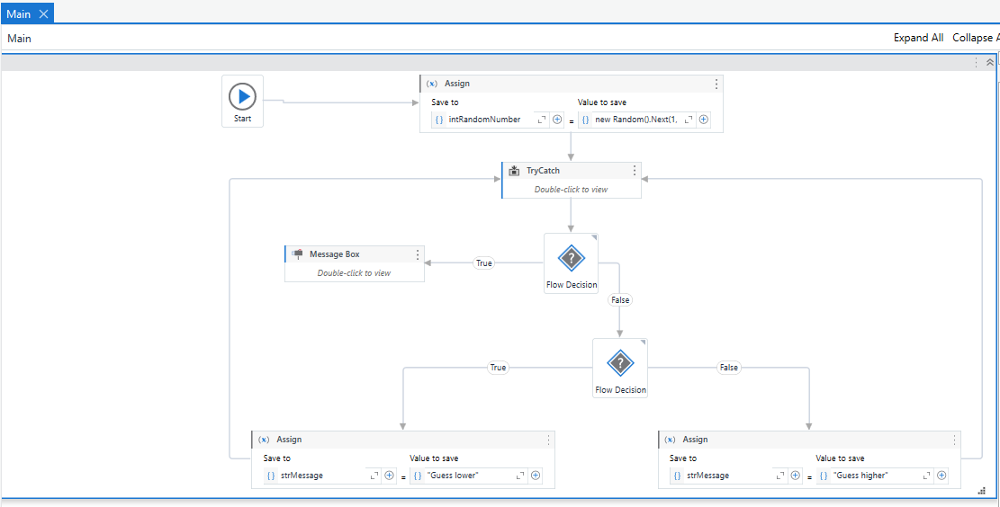 Main
Main
Expand All Collapse A
Start
(x) Assign
Save to Value to save
{ } intRandomNumber = { } new Random().Next(1,
TryCatch
Double-click to view
Message Box
Double-click to view
True
?
Flow Decision
False
?
Flow Decision
True
False
(x) Assign
Save to Value to save
{ } strMessage = { } "Guess lower"
(x) Assign
Save to Value to save
{ } strMessage = { } "Guess higher"